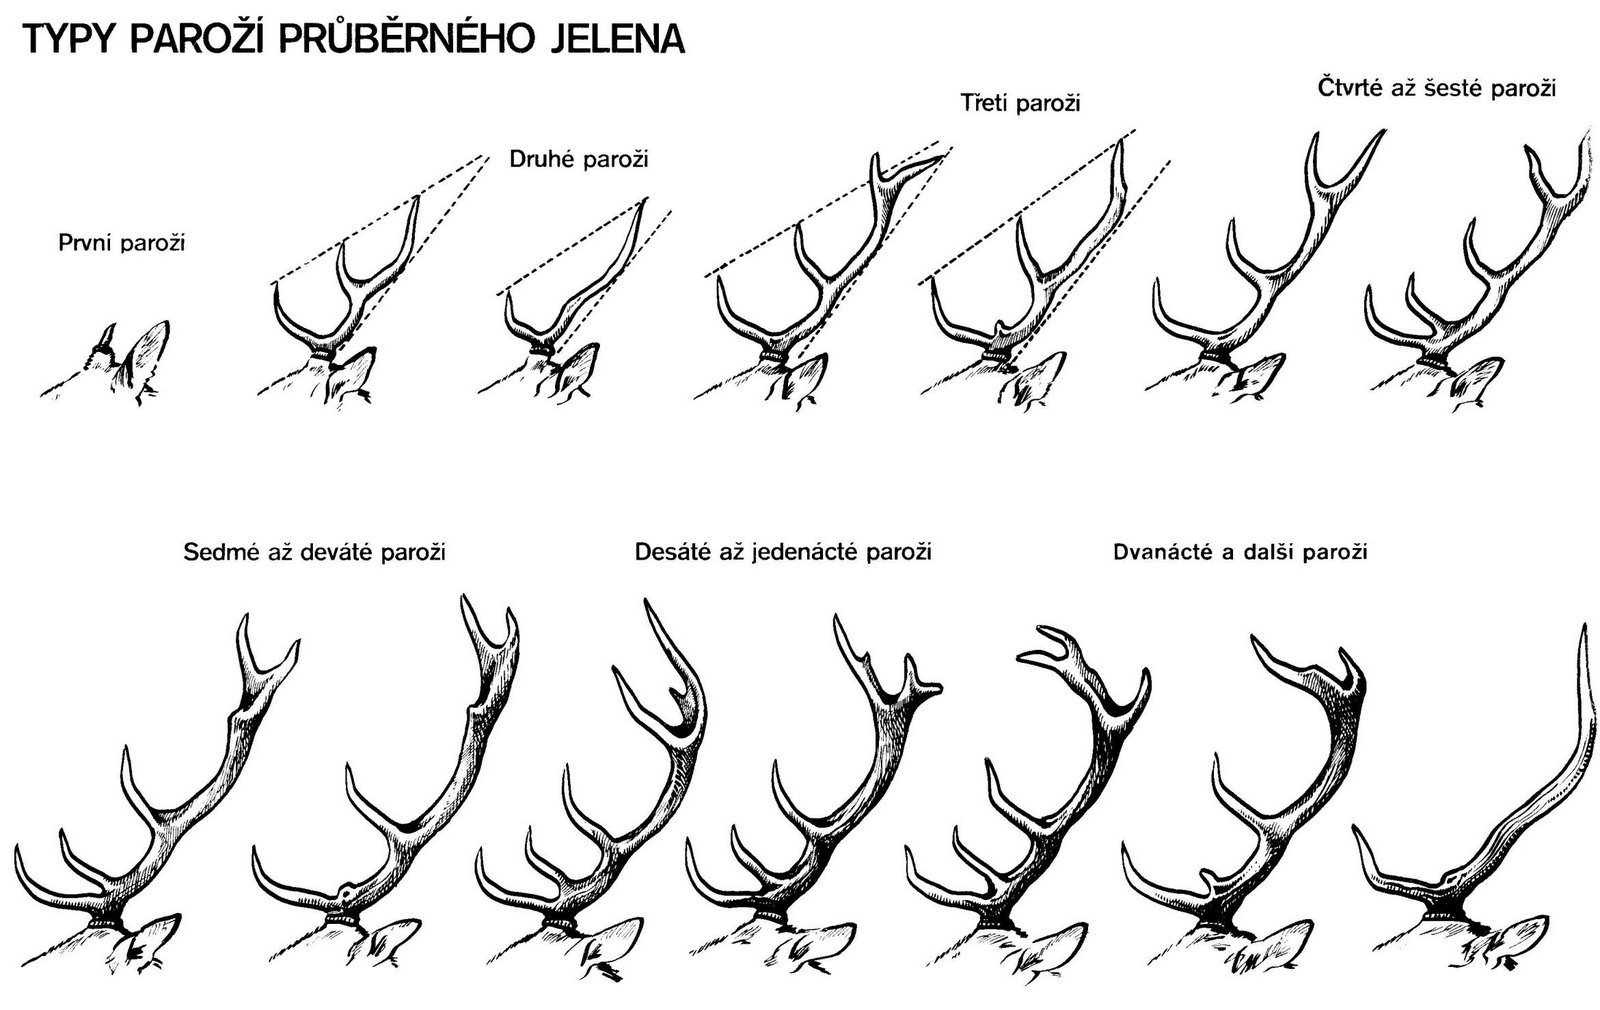 TYPY PAROŽÍ PRŮBĚRNÉHO JELENA
První paroží
Druhé paroží
Třetí paroží
Čtvrté až šesté paroží
Sedmé až deváté paroží
Desáté až jedenácté paroží
Dvanácté a další paroží